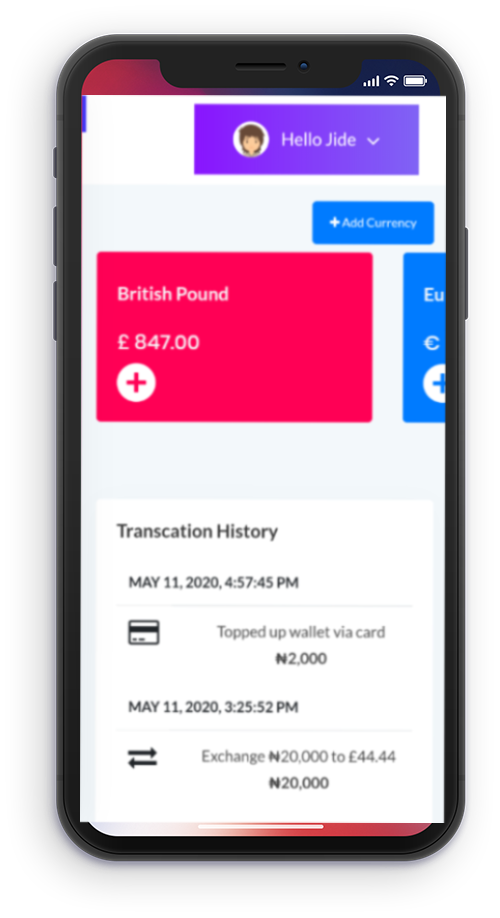 Hello Jide
+ Add Currency
British Pound
£ 847.00
Eu
€
Transcation History
MAY 11, 2020, 4:57:45 PM
Topped up wallet via card
₦2,000
MAY 11, 2020, 3:25:52 PM
Exchange ₦20,000 to £44.44
₦20,000